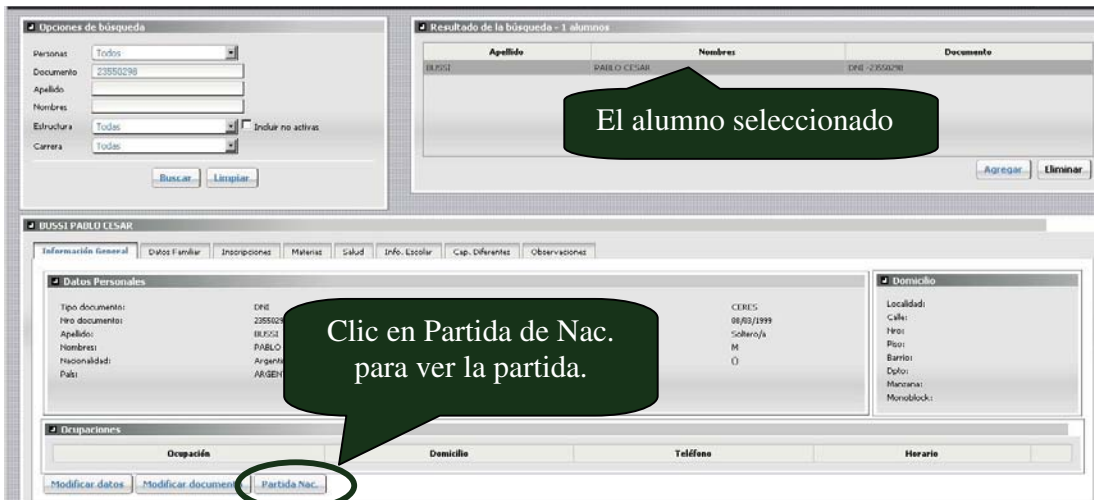 Opciones de búsqueda
Personas Todos
Documento 23550298
Apellido
Nombres
Estructura Todas Incluir no activas
Carrera Todas
Buscar Limpiar
Resultado de la búsqueda - 1 alumnos
Apellido Nombres Documento
BUSSI PABLO CESAR DNI -23550298
El alumno seleccionado
Agregar Eliminar
BUSSI PABLO CESAR
Información General Datos Familiar Inscripciones Materias Salud Info. Escolar Cap. Diferentes Observaciones
Datos Personales
Tipo documento: DNI CERES
Nro documento: 2355029 08/03/1999
Apellido: BUSSI Soltero/a
Nombres: PABLO M
Nacionalidad: Argenti ()
País: ARGEN
Clic en Partida de Nac.
para ver la partida.
Domicilio
Localidad:
Calle:
Nro:
Piso:
Barrio:
Dpto:
Manzana:
Monoblock:
Ocupaciones
Ocupación Domicilio Teléfono Horario
Modificar datos Modificar documento Partida Nac.